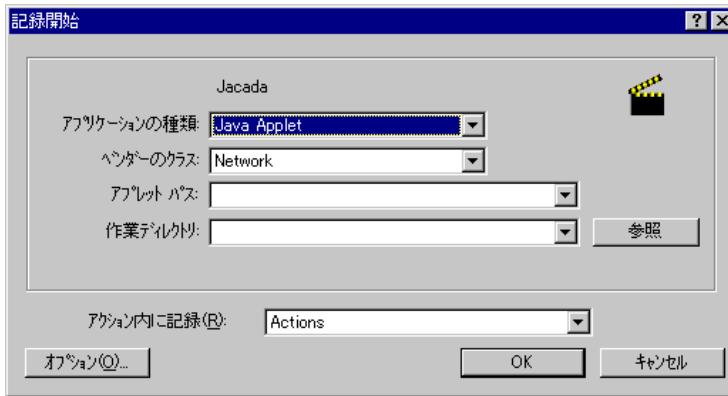 記録開始
Jacada
ｱﾌﾟﾘｹｰｼｮﾝの種類: Java Applet
ﾍﾞﾝﾀﾞｰのｸﾗｽ: Network
ｱﾌﾟﾚｯﾄ ﾊﾟｽ:
作業ﾃﾞｨﾚｸﾄﾘ: 参照
ｱｸｼｮﾝ内に記録(R): Actions
ｵﾌﾟｼｮﾝ(O)... OK ｷｬﾝｾﾙ